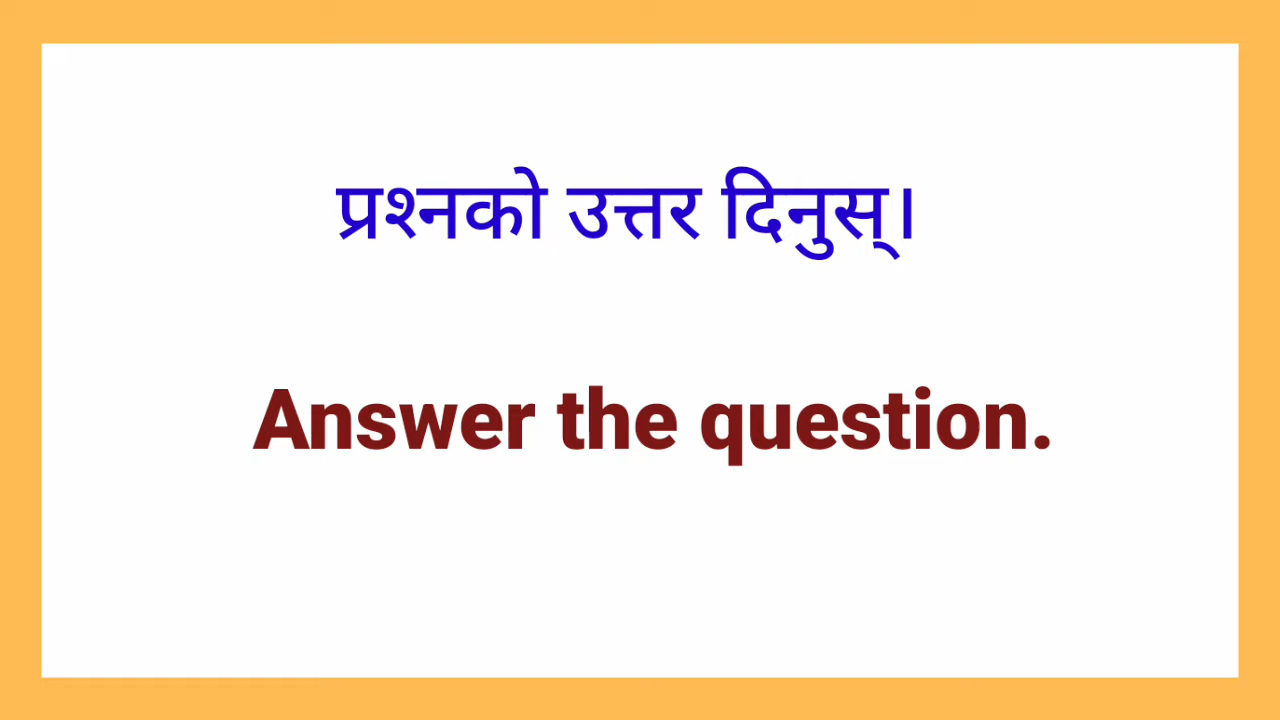 प्रश्नको उत्तर दिनुस्।
Answer the question.